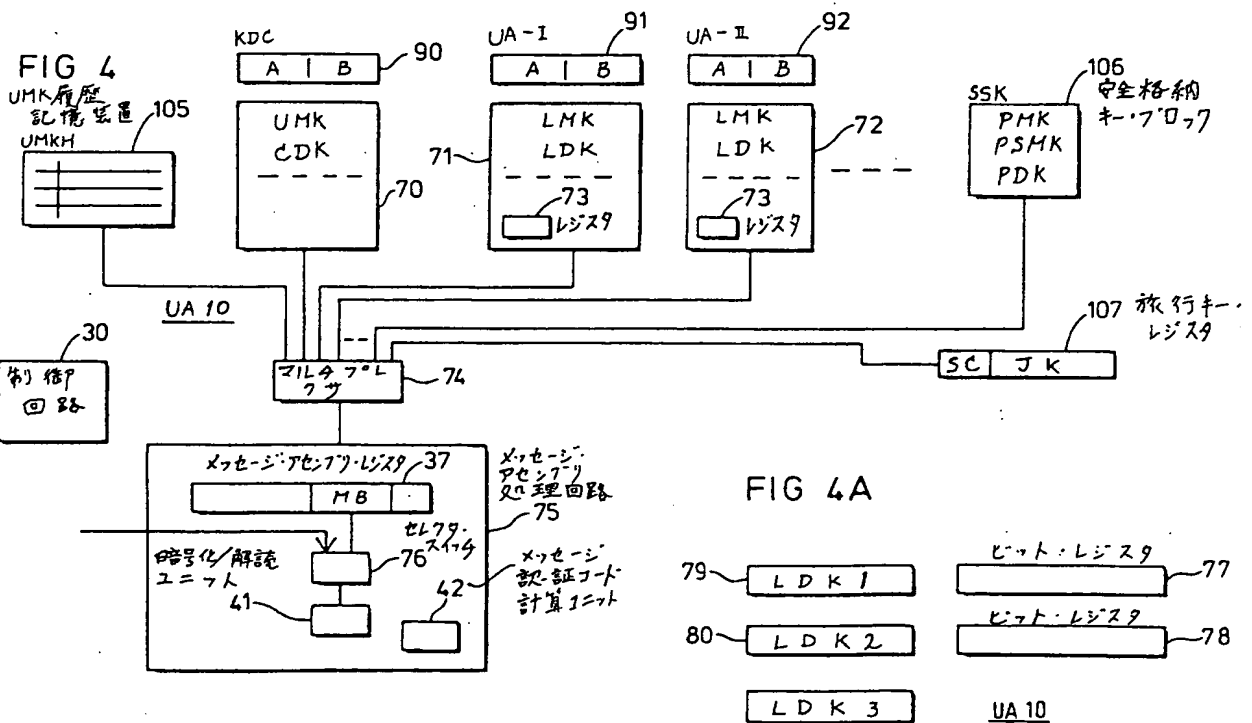 FIG 4
UMK履歴
記憶装置
UMKH
105
KDC
90
A | B
UMK
CDK
70
UA-I
91
A | B
LMK
LDK
71
73
レジスタ
UA-II
92
A | B
LMK
LDK
72
73
レジスタ
106
SSK
安全格納
キー・ブロック
PMK
PSMK
PDK
UA 10
30
制御
回路
マルチプレ
クサ
74
107
旅行キー・
レジスタ
SC
JK
メッセージ・アセンブリ・レジスタ
37
MB
メッセージ・
アセンブリ
処理回路
75
セレクタ・
スイッチ
76
暗号化/解読
ユニット
41
42
メッセージ
認証コード
計算ユニット
FIG 4A
79
LDK1
ビット・レジスタ
77
80
LDK2
ビット・レジスタ
78
LDK3
UA 10